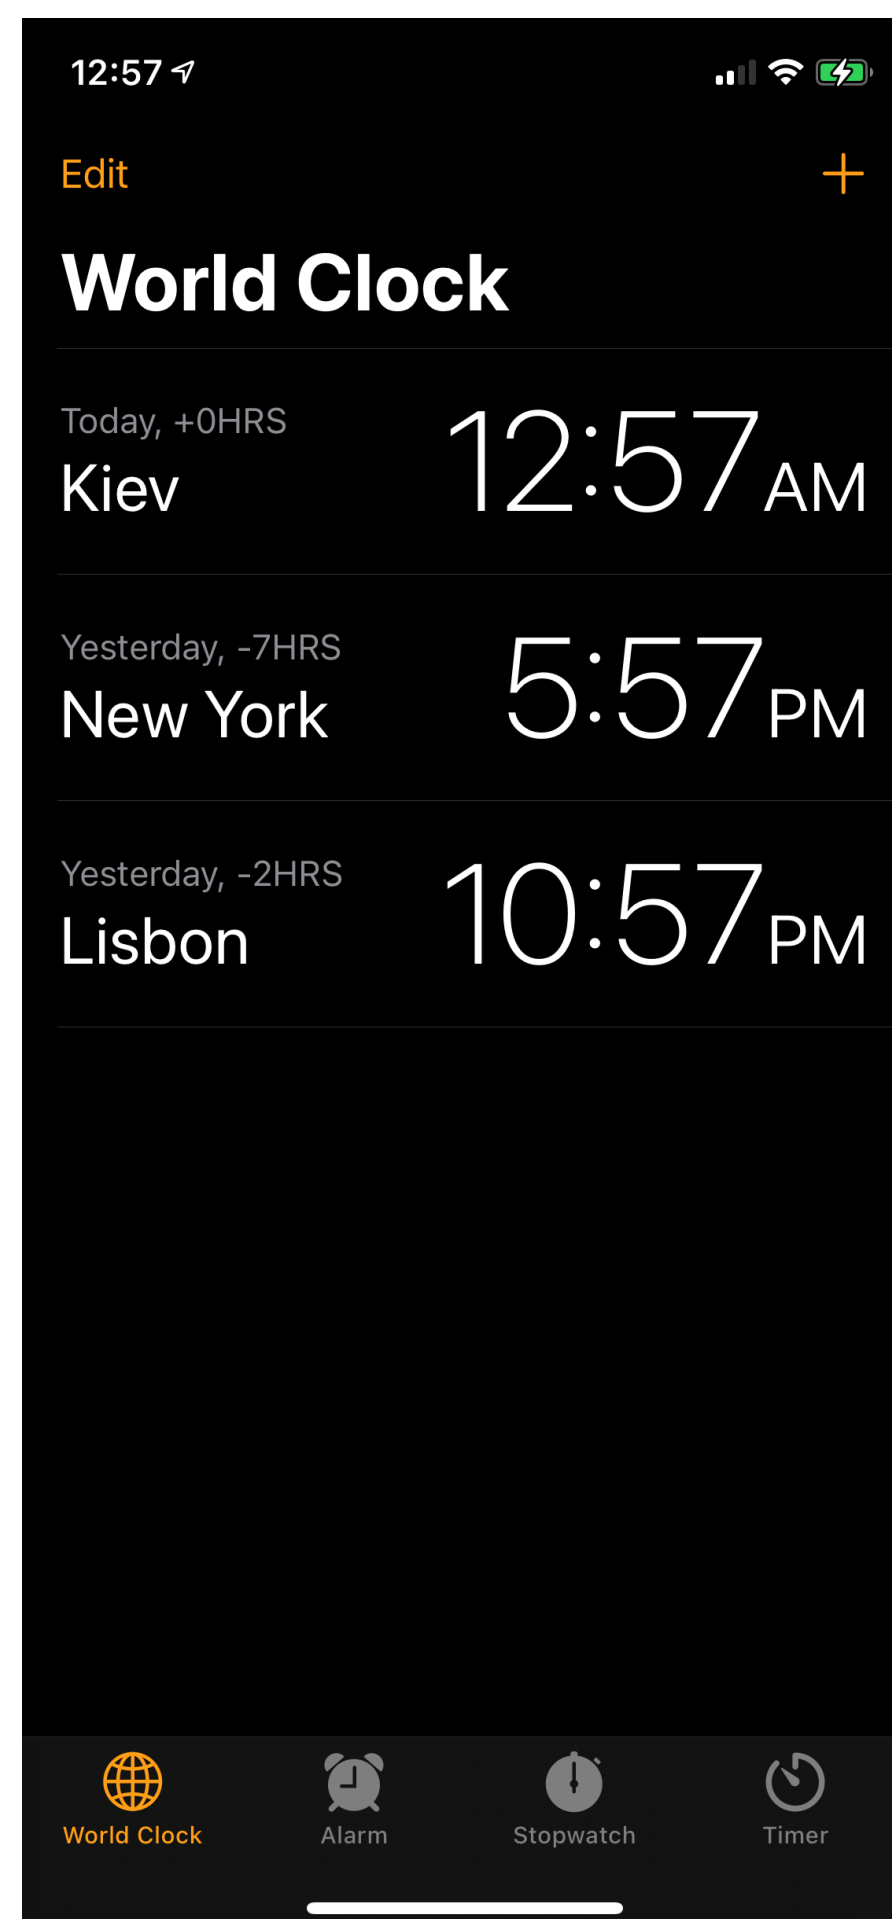 12:57
Edit
World Clock
Today, +0HRS
Kiev 12:57AM
Yesterday, -7HRS
New York 5:57PM
Yesterday, -2HRS
Lisbon 10:57PM
World Clock Alarm Stopwatch Timer